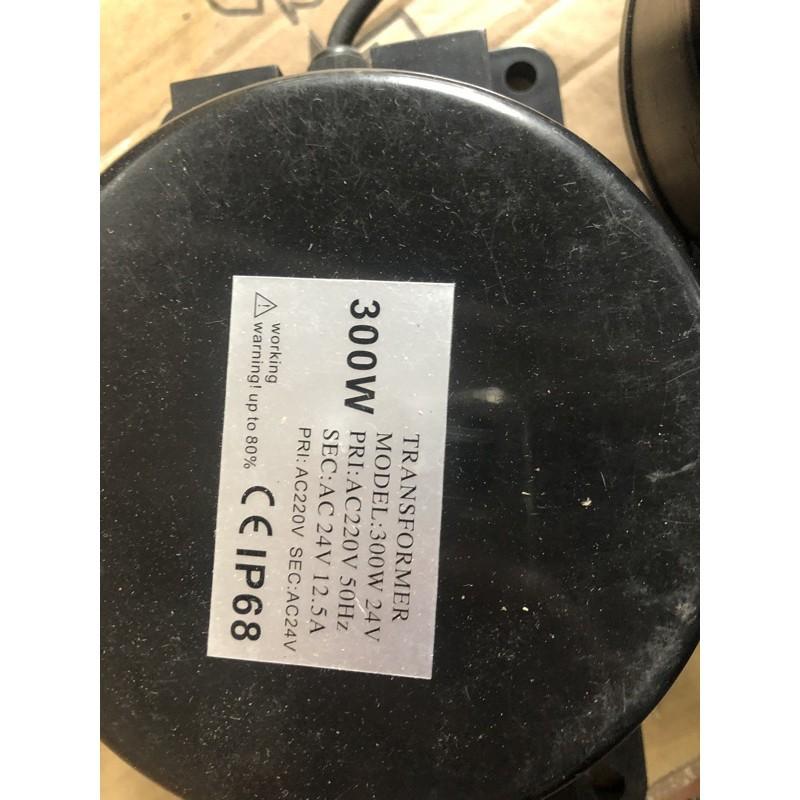 300W
TRANSFORMER
MODEL:300W 24V
PRI:AC220V 50Hz
SEC:AC 24V 12.5A
PRI: AC220V SEC:AC24V
working
warning! up to 80%
CE IP68